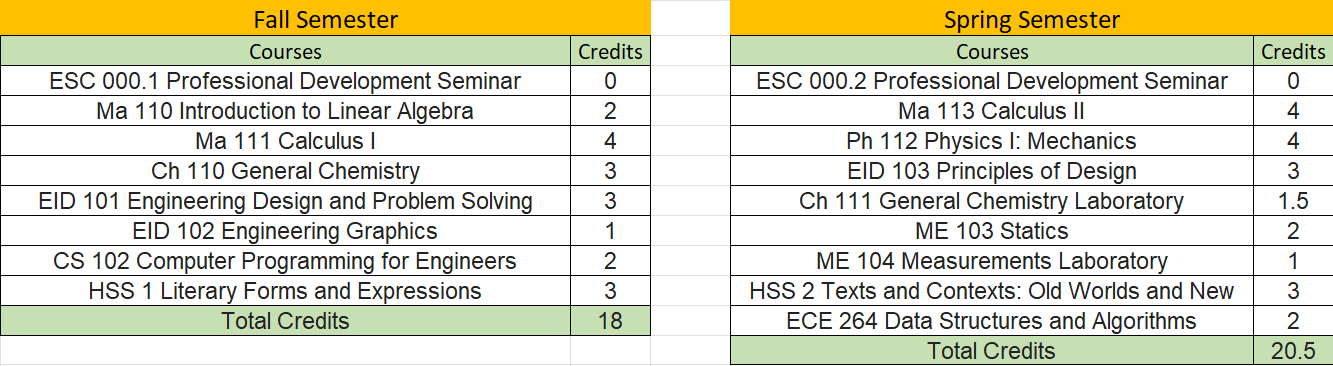 Fall Semester
Courses Credits
ESC 000.1 Professional Development Seminar 0
Ma 110 Introduction to Linear Algebra 2
Ma 111 Calculus I 4
Ch 110 General Chemistry 3
EID 101 Engineering Design and Problem Solving 3
EID 102 Engineering Graphics 1
CS 102 Computer Programming for Engineers 2
HSS 1 Literary Forms and Expressions 3
Total Credits 18
Spring Semester
Courses Credits
ESC 000.2 Professional Development Seminar 0
Ma 113 Calculus II 4
Ph 112 Physics I: Mechanics 4
EID 103 Principles of Design 3
Ch 111 General Chemistry Laboratory 1.5
ME 103 Statics 2
ME 104 Measurements Laboratory 1
HSS 2 Texts and Contexts: Old Worlds and New 3
ECE 264 Data Structures and Algorithms 2
Total Credits 20.5